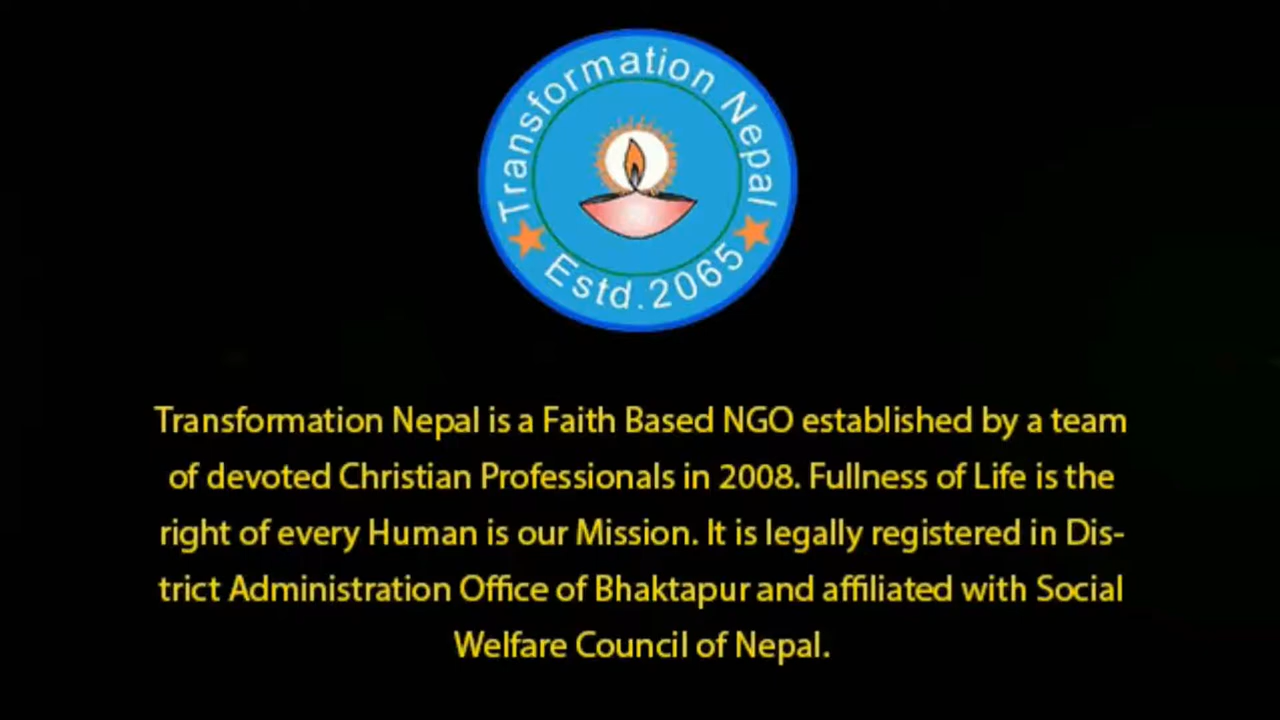 Transformation Nepal
Estd.2065
Transformation Nepal is a Faith Based NGO established by a team
of devoted Christian Professionals in 2008. Fullness of Life is the
right of every Human is our Mission. It is legally registered in Dis-
trict Administration Office of Bhaktapur and affiliated with Social
Welfare Council of Nepal.